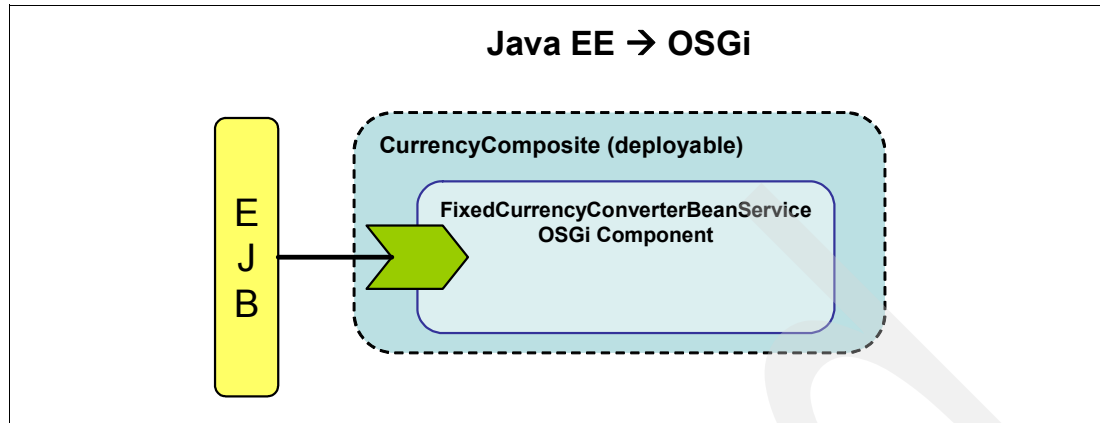 Java EE → OSGi
CurrencyComposite (deployable)
FixedCurrencyConverterBeanService
OSGi Component
E
J
B